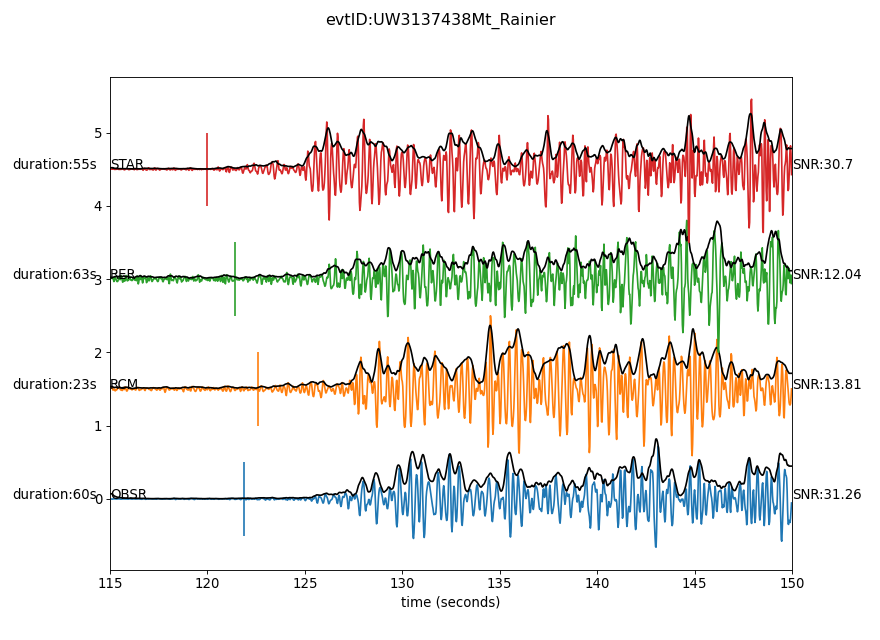 evtID:UW3137438Mt_Rainier
5
duration:55s STAR SNR:30.7
4
duration:63s RER SNR:12.04
3
2
duration:23s RCM SNR:13.81
1
duration:60s OBSR SNR:31.26
0
115 120 125 130 135 140 145 150
time (seconds)